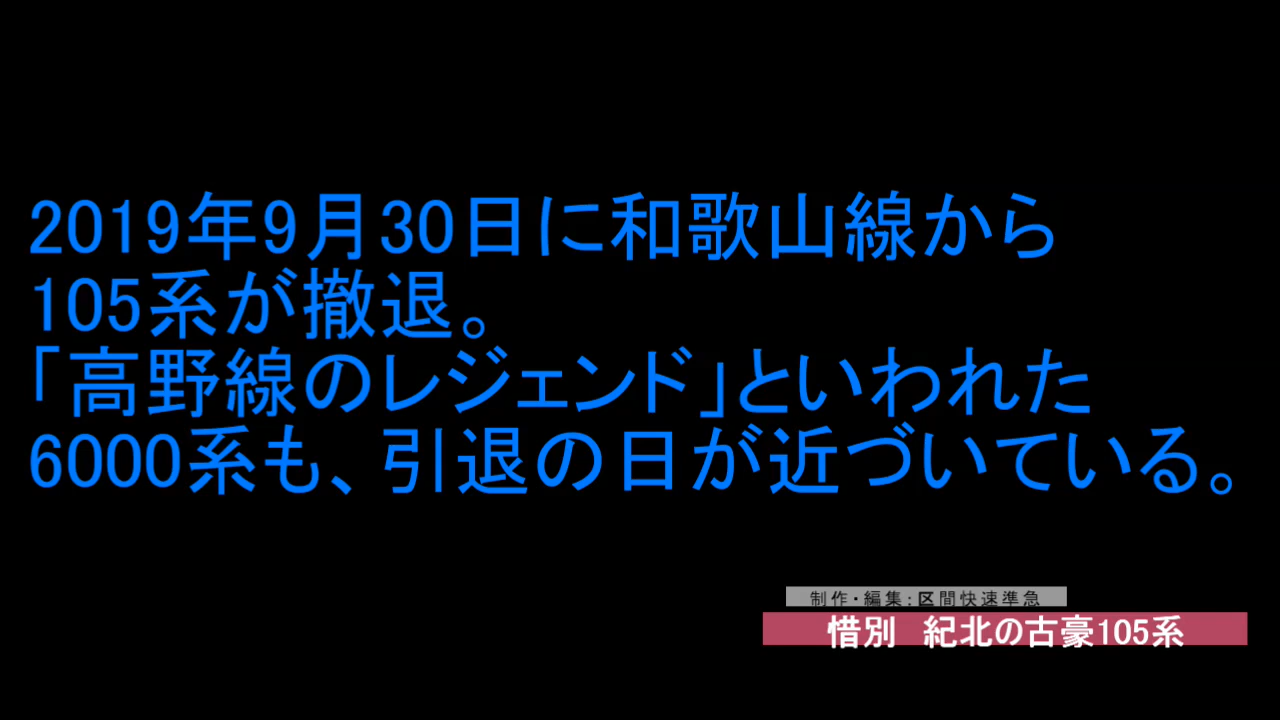 2019年9月30日に和歌山線から
105系が撤退。
「高野線のレジェンド」といわれた
6000系も、引退の日が近づいている。
制作・編集：区間快速準急
惜別　紀北の古豪105系